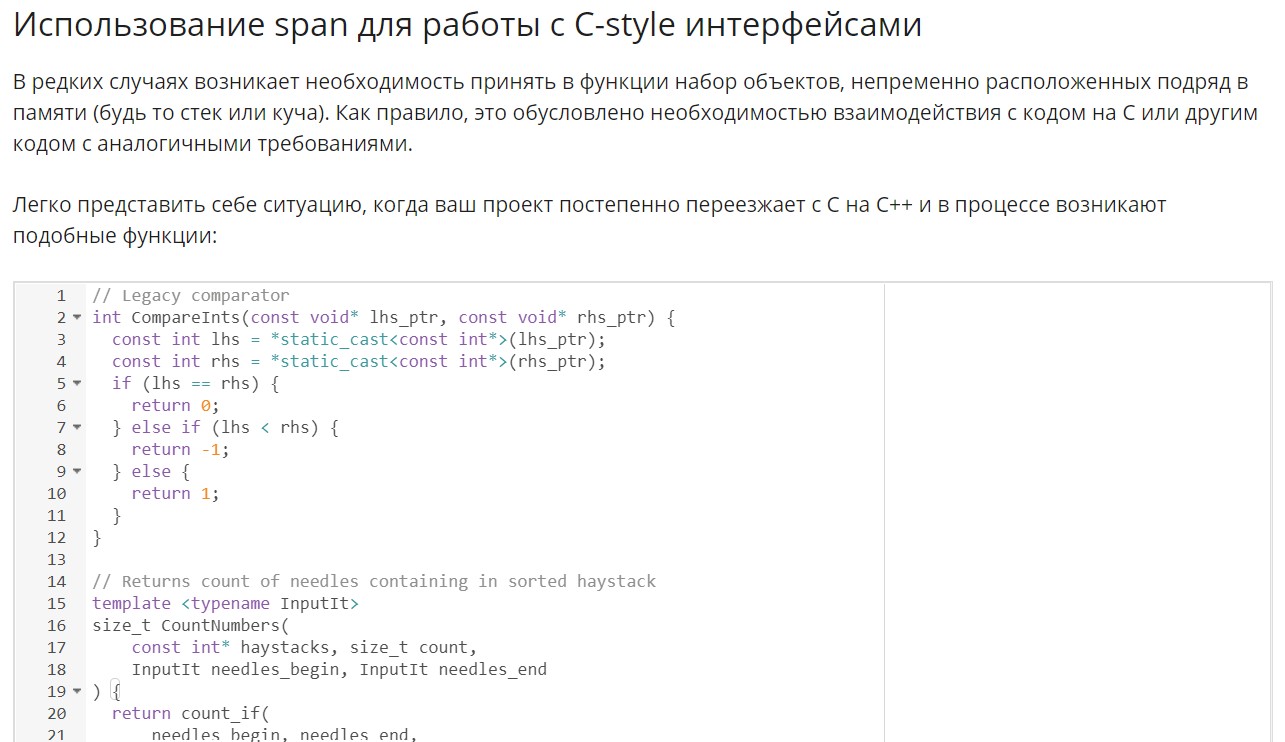 Использование span для работы с C-style интерфейсами
В редких случаях возникает необходимость принять в функции набор объектов, непременно расположенных подряд в
памяти (будь то стек или куча). Как правило, это обусловлено необходимостью взаимодействия с кодом на C или другим
кодом с аналогичными требованиями.
Легко представить себе ситуацию, когда ваш проект постепенно переезжает с C на C++ и в процессе возникают
подобные функции:
1 // Legacy comparator
2 int CompareInts(const void* lhs_ptr, const void* rhs_ptr) {
3   const int lhs = *static_cast<const int*>(lhs_ptr);
4   const int rhs = *static_cast<const int*>(rhs_ptr);
5   if (lhs == rhs) {
6     return 0;
7   } else if (lhs < rhs) {
8     return -1;
9   } else {
10     return 1;
11   }
12 }
13
14 // Returns count of needles containing in sorted haystack
15 template <typename InputIt>
16 size_t CountNumbers(
17     const int* haystacks, size_t count,
18     InputIt needles_begin, InputIt needles_end
19 ) {
20   return count_if(
21       needles_begin, needles_end,